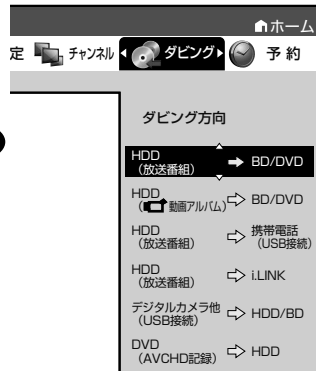 ホーム
定 チャンネル ダビング 予約
ダビング方向
HDD
（放送番組） BD/DVD
HDD
（動画アルバム） BD/DVD
HDD
（放送番組） 携帯電話
（USB接続）
HDD
（放送番組） i.LINK
デジタルカメラ他
（USB接続） HDD/BD
DVD
（AVCHD記録） HDD